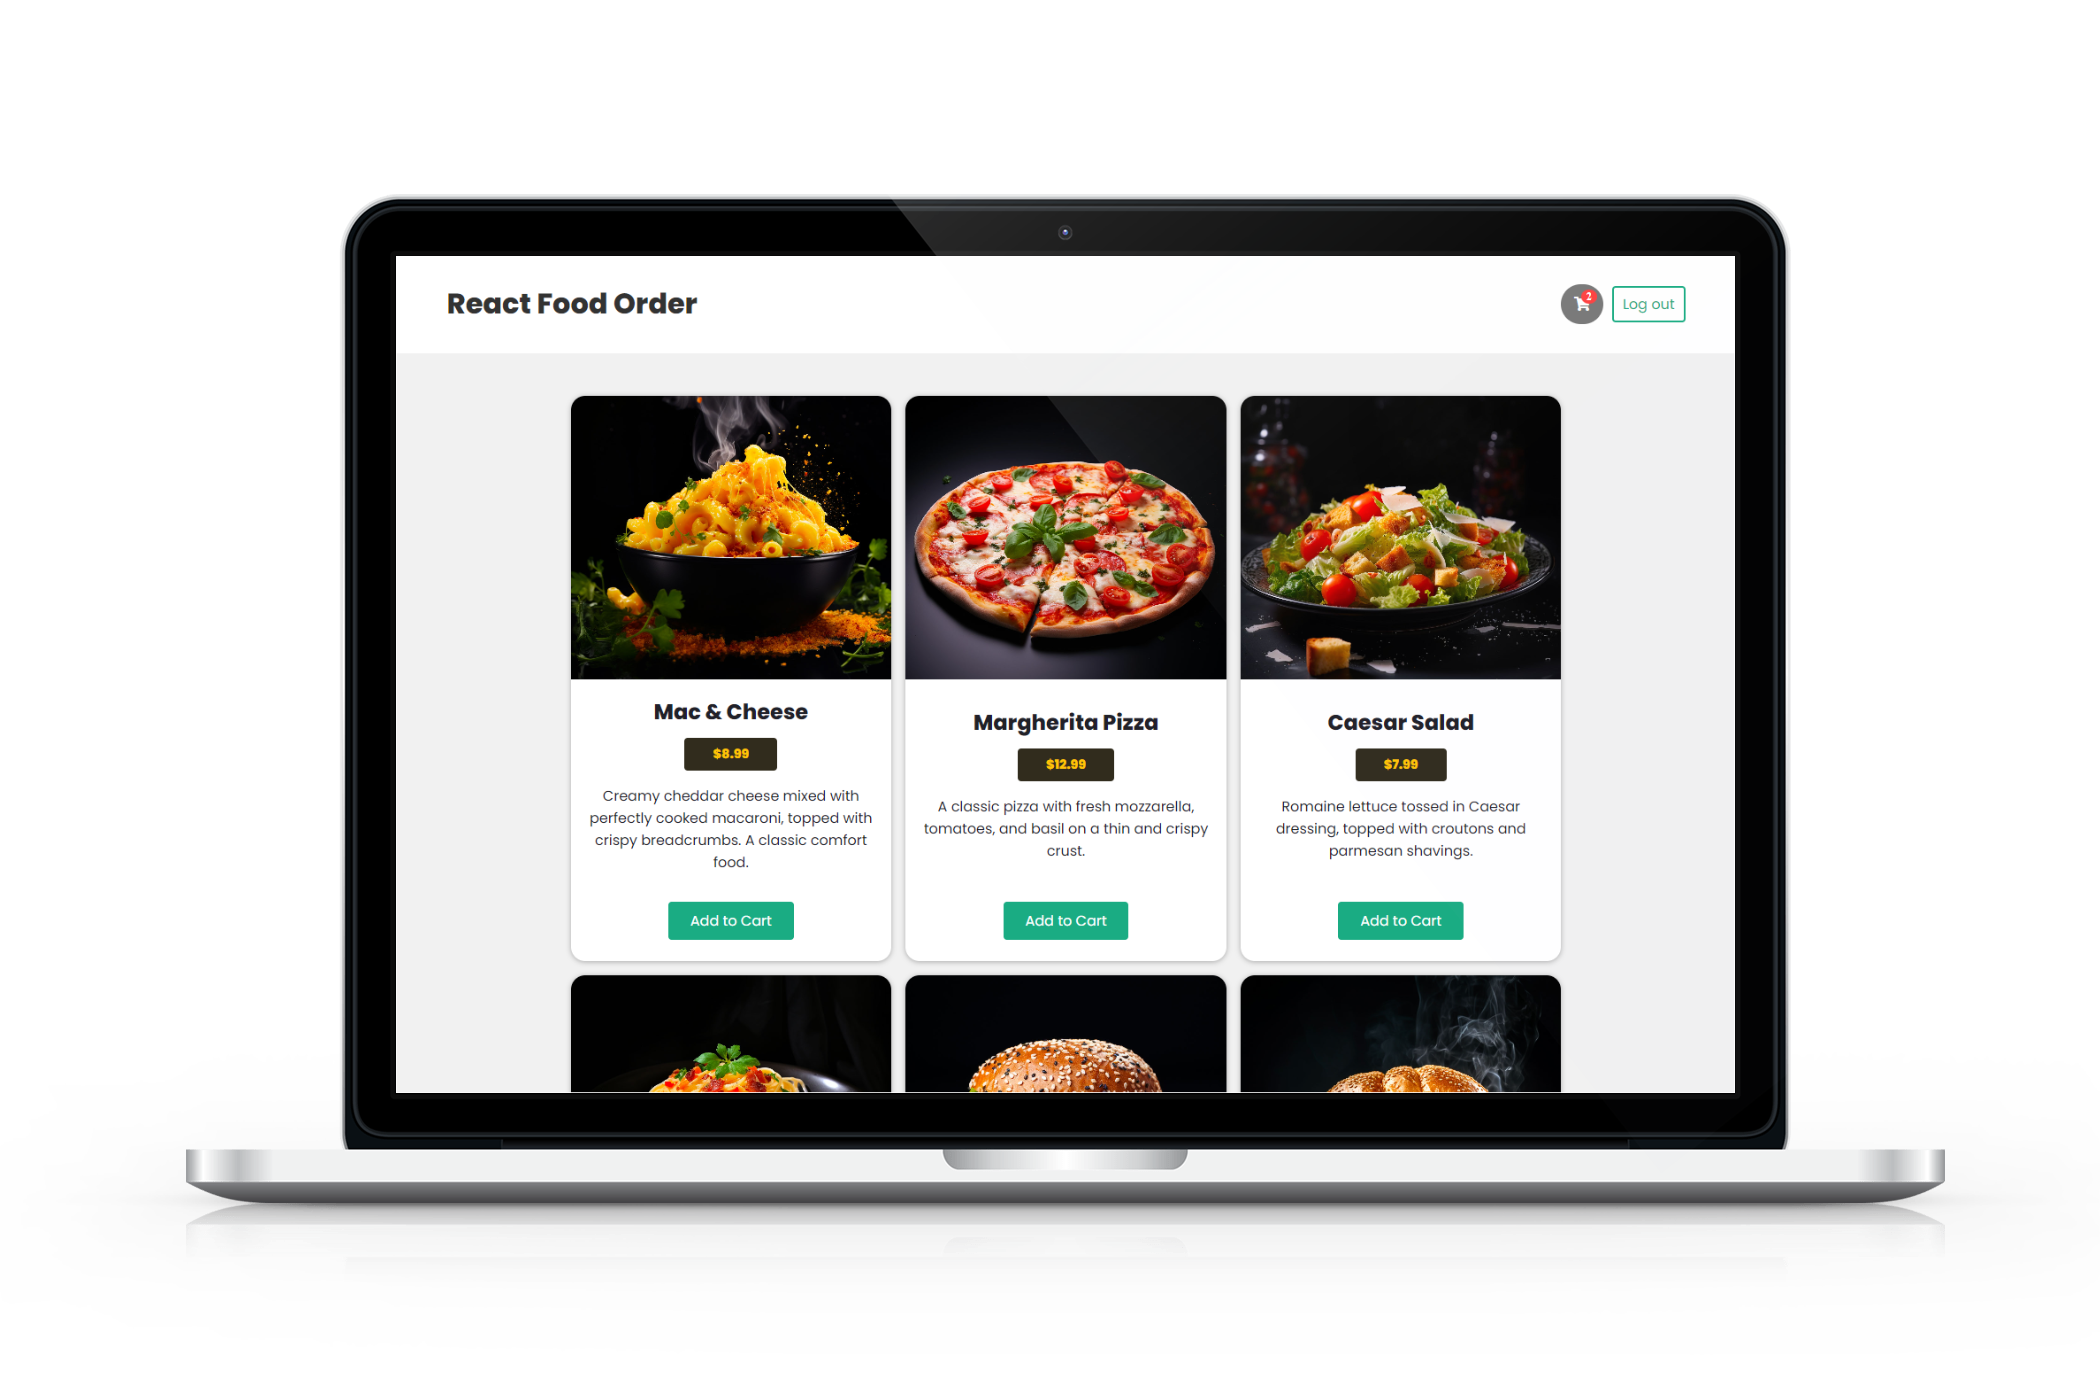 React Food Order
2
Log out
Mac & Cheese
$8.99
Creamy cheddar cheese mixed with
perfectly cooked macaroni, topped with
crispy breadcrumbs. A classic comfort
food.
Add to Cart
Margherita Pizza
$12.99
A classic pizza with fresh mozzarella,
tomatoes, and basil on a thin and crispy
crust.
Add to Cart
Caesar Salad
$7.99
Romaine lettuce tossed in Caesar
dressing, topped with croutons and
parmesan shavings.
Add to Cart